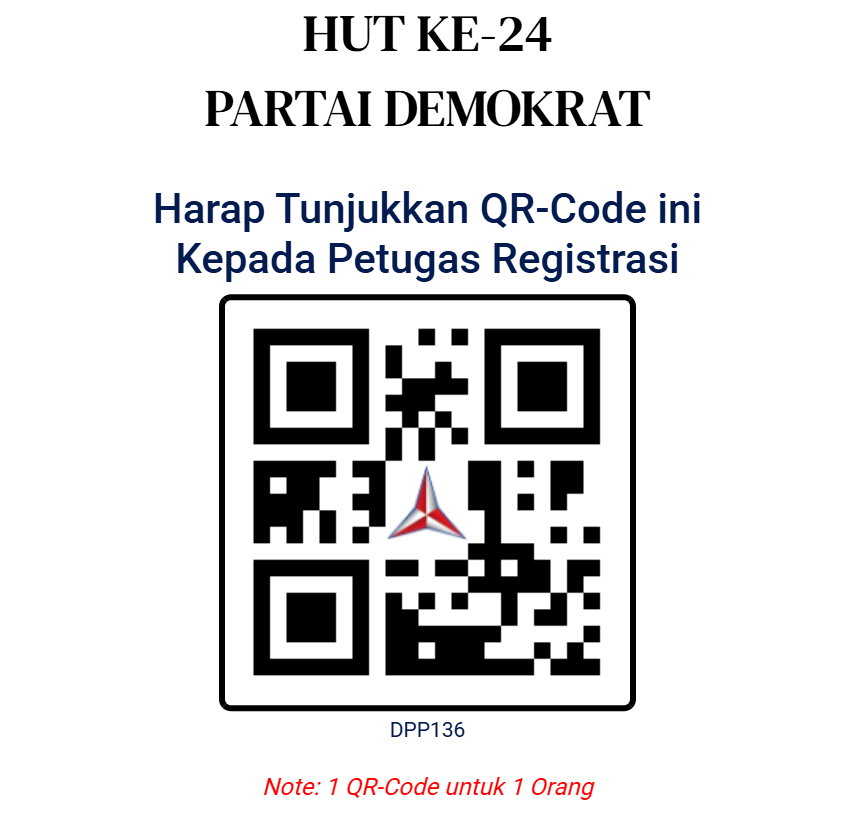 HUT KE-24
PARTAI DEMOKRAT
Harap Tunjukkan QR-Code ini
Kepada Petugas Registrasi
DPP136
Note: 1 QR-Code untuk 1 Orang